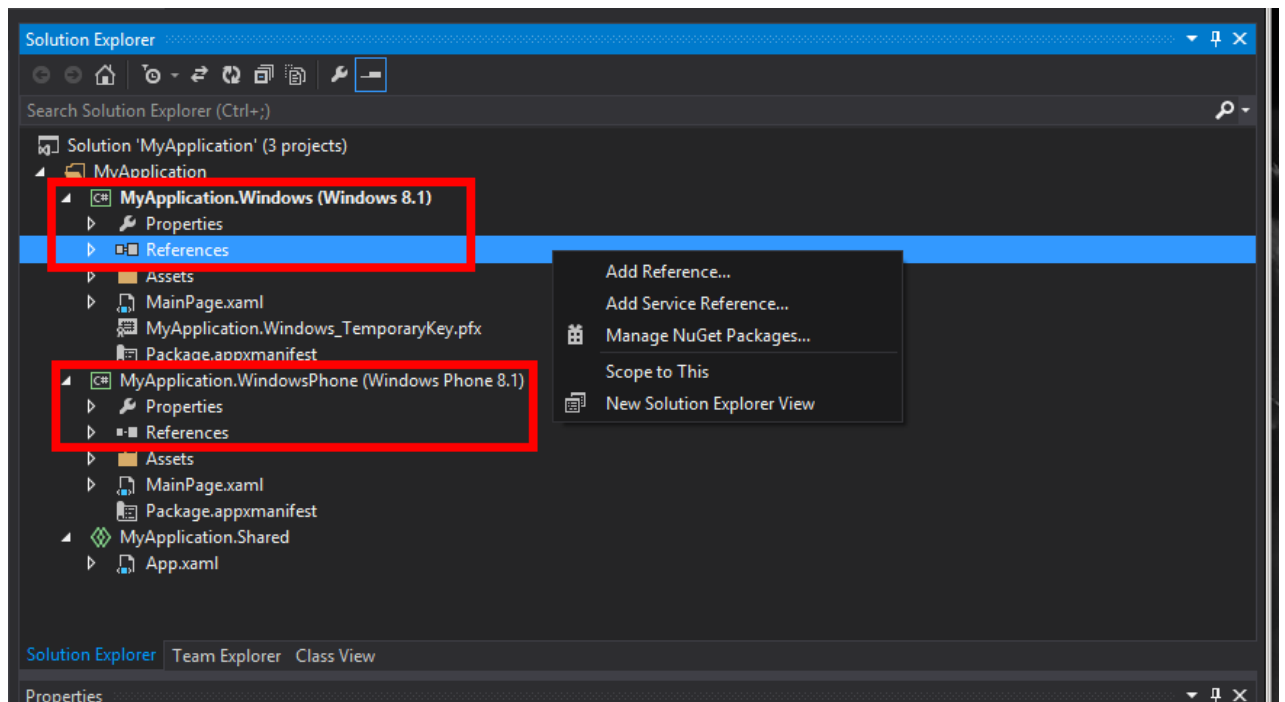 Solution Explorer
Search Solution Explorer (Ctrl+;)
Solution 'MyApplication' (3 projects)
MyApplication
C# MyApplication.Windows (Windows 8.1)
Properties
References
Assets
Add Reference...
MainPage.xaml
Add Service Reference...
MyApplication.Windows_TemporaryKey.pfx
Manage NuGet Packages...
Package.appxmanifest
Scope to This
C# MyApplication.WindowsPhone (Windows Phone 8.1)
Properties
New Solution Explorer View
References
Assets
MainPage.xaml
Package.appxmanifest
MyApplication.Shared
App.xaml
Solution Explorer Team Explorer Class View
Properties